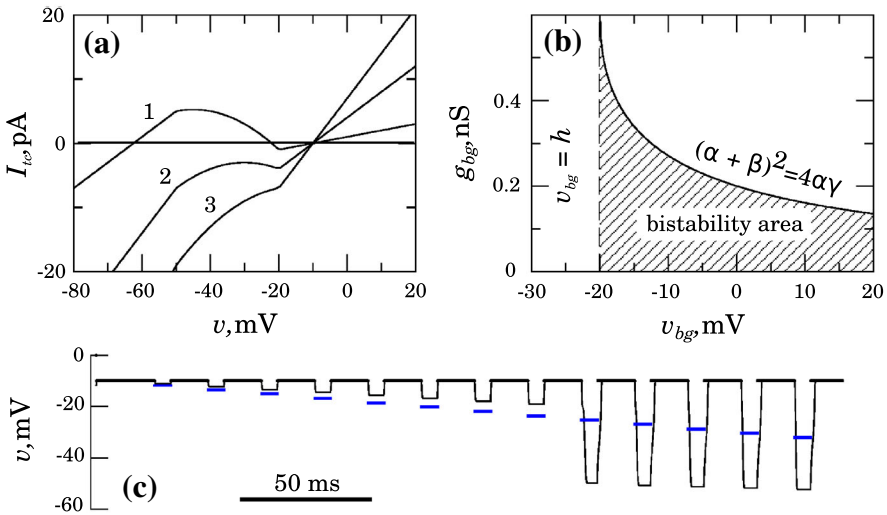 20
(a)
10
1
I_ic, pA
0
2
3
-20
-80
-60
-40
-20
0
20
v, mV
(b)
0.4
g_bg, nS
v_bg = h
(α + β)²=4αγ
0.2
bistability area
0
-30
-20
-10
0
10
20
v_bg, mV
0
-20
v, mV
-40
(c)
50 ms
-60